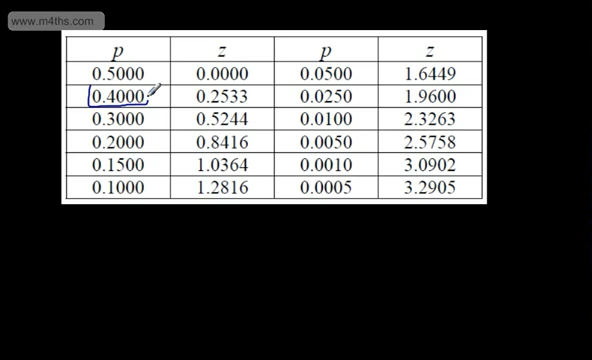 www.m4ths.com
p z p z
0.5000 0.0000 0.0500 1.6449
0.4000 0.2533 0.0250 1.9600
0.3000 0.5244 0.0100 2.3263
0.2000 0.8416 0.0050 2.5758
0.1500 1.0364 0.0010 3.0902
0.1000 1.2816 0.0005 3.2905